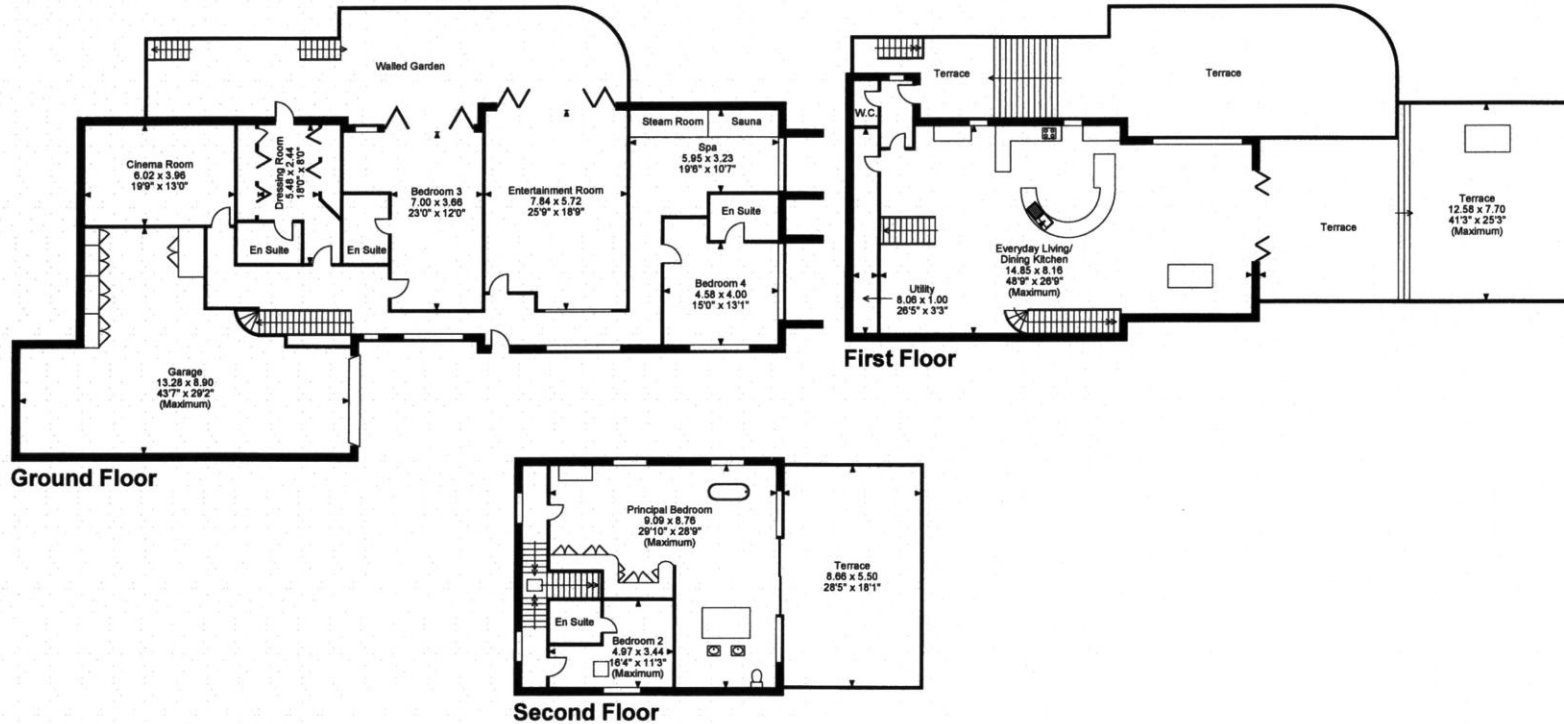 Walled Garden
Cinema Room
6.02 x 3.96
19'9" x 13'0"
Dressing Room
5.48 x 2.44
18'0" x 8'0"
En Suite
En Suite
Bedroom 3
7.00 x 3.66
23'0" x 12'0"
Entertainment Room
7.84 x 5.72
25'9" x 18'9"
Steam Room
Sauna
Spa
5.95 x 3.23
19'6" x 10'7"
En Suite
Bedroom 4
4.58 x 4.00
15'0" x 13'1"
Garage
13.28 x 8.90
43'7" x 29'2"
(Maximum)
Ground Floor
Terrace
Terrace
W.C.
Terrace
12.58 x 7.70
41'3" x 25'3"
(Maximum)
Terrace
Everyday Living/
Dining Kitchen
14.85 x 8.16
48'9" x 26'9"
(Maximum)
Utility
8.06 x 1.00
26'5" x 3'3"
First Floor
Principal Bedroom
9.09 x 8.76
29'10" x 28'9"
(Maximum)
Terrace
8.66 x 5.50
28'5" x 18'1"
En Suite
Bedroom 2
4.97 x 3.44
16'4" x 11'3"
(Maximum)
Second Floor